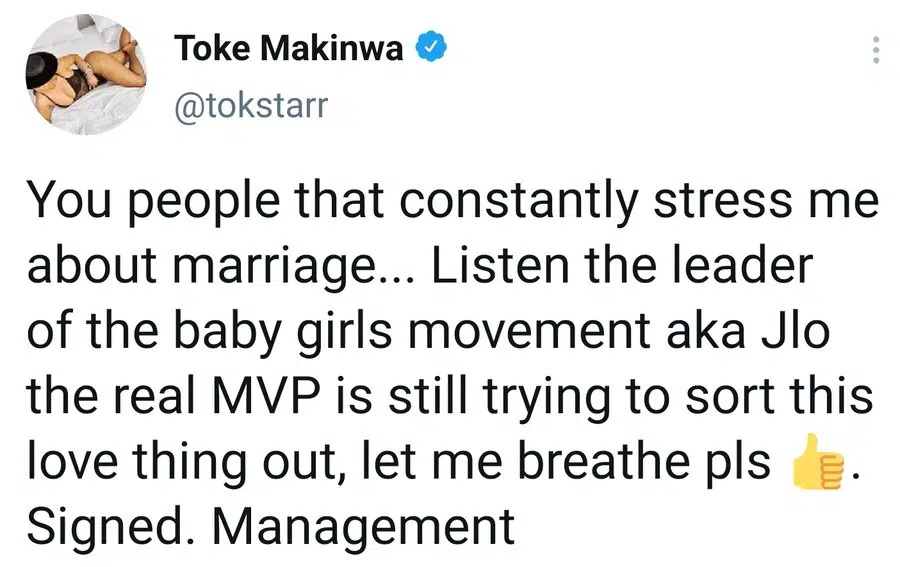 Toke Makinwa
@tokstarr
You people that constantly stress me
about marriage... Listen the leader
of the baby girls movement aka Jlo
the real MVP is still trying to sort this
love thing out, let me breathe pls 👍.
Signed. Management